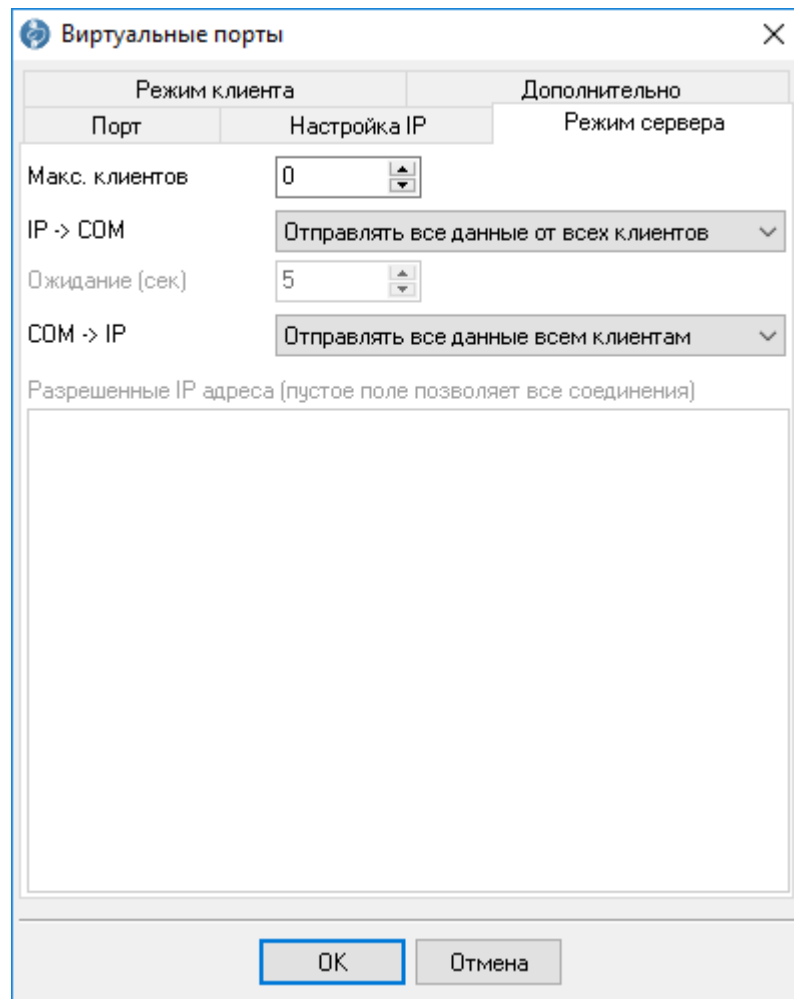 Виртуальные порты
Режим клиента Дополнительно
Порт Настройка IP Режим сервера
Макс. клиентов 0
IP -> COM Отправлять все данные от всех клиентов
Ожидание (сек) 5
COM -> IP Отправлять все данные всем клиентам
Разрешенные IP адреса (пустое поле позволяет все соединения)
OK Отмена